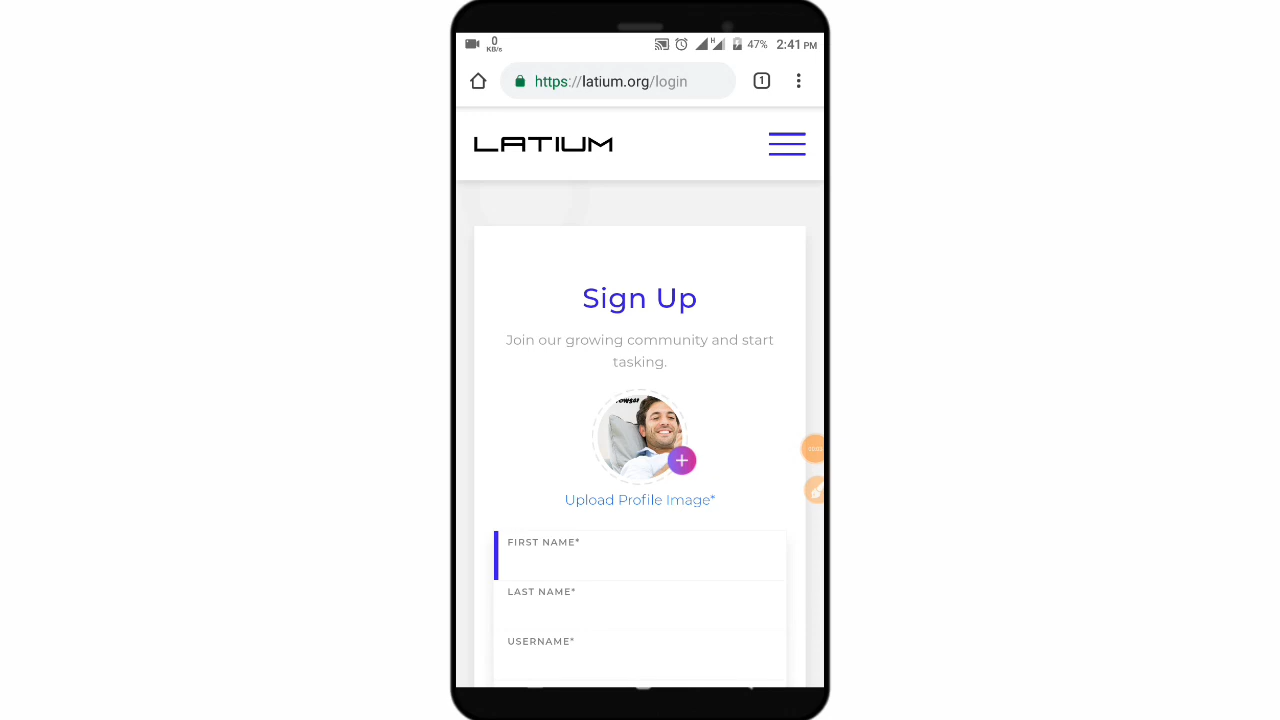 0
KB/s
H
47%
2:41 PM
https://latium.org/login
1
LATIUM
Sign Up
Join our growing community and start
tasking.
Upload Profile Image*
FIRST NAME*
LAST NAME*
USERNAME*